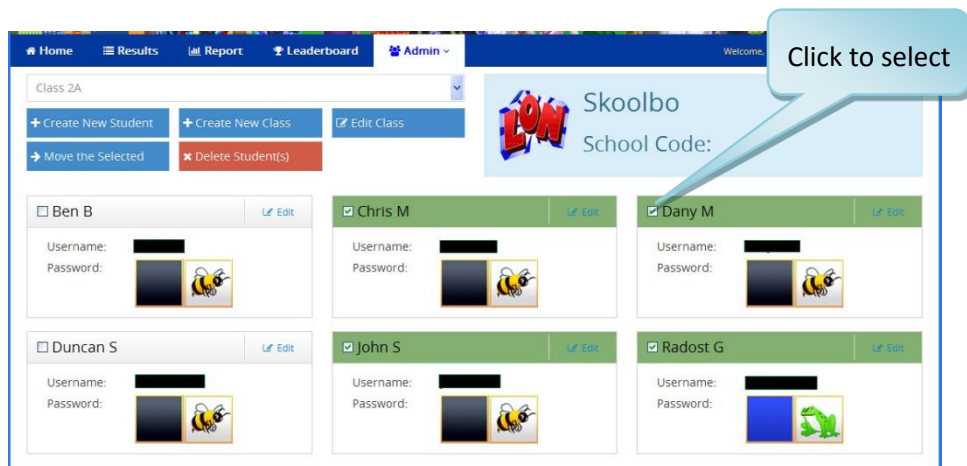 Home Results Report Leaderboard Admin Welcome,
Click to select
Class 2A
Create New Student Create New Class Edit Class
Move the Selected Delete Student(s)
LON
Skoolbo
School Code:
Ben B Edit Chris M Edit Dany M Edit
Username: Username: Username:
Password: Password: Password:
Duncan S Edit John S Edit Radost G Edit
Username: Username: Username:
Password: Password: Password: